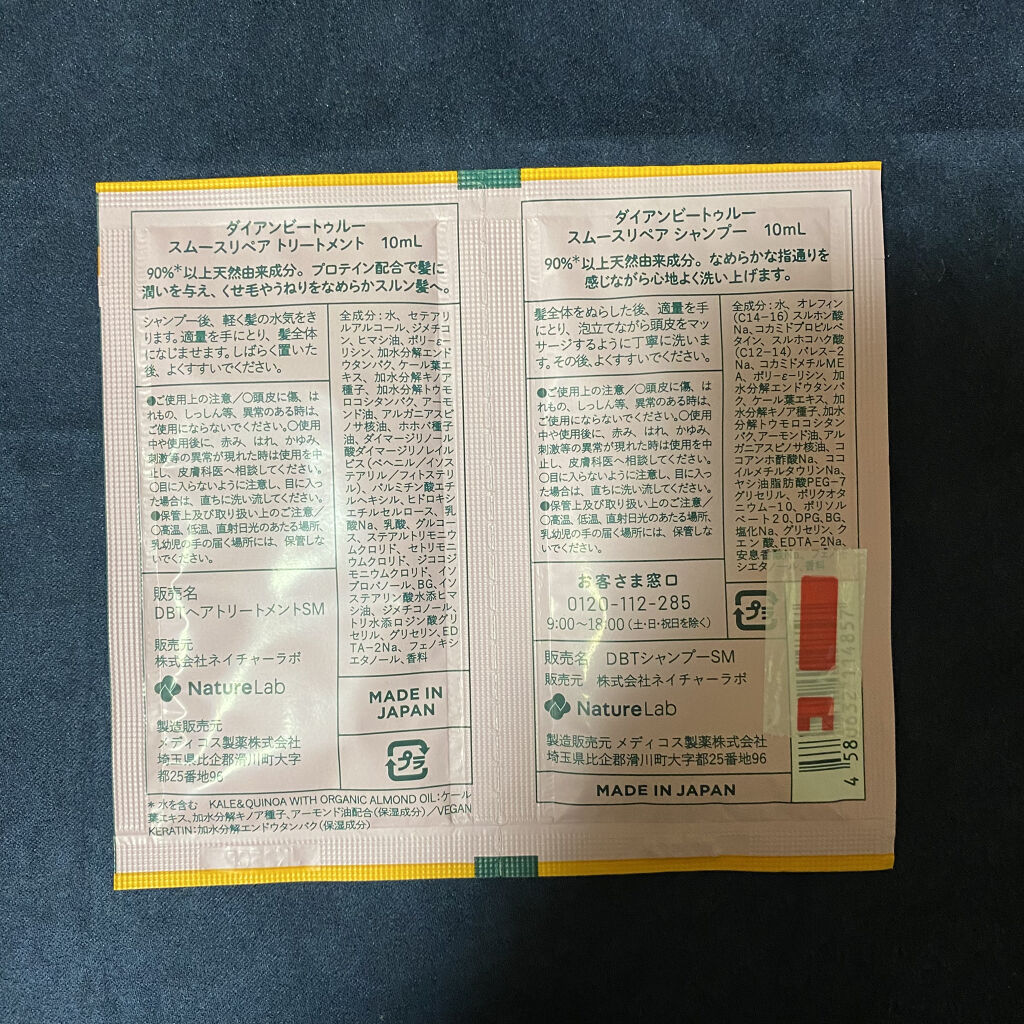 ダイアンビートゥルー
スムースリペア トリートメント 10mL
90%*以上天然由来成分。プロテイン配合で髪に
潤いを与え、くせ毛やうねりをなめらかスルン髪へ。
シャンプー後、軽く髪の水気をき
ります。適量を手にとり、髪全体
になじませます。しばらく置いた
後、よくすすいでください。
●ご使用上の注意/○頭皮に傷、は
れもの、しっしん等、異常のある時は、
ご使用にならないでください。○使用
中や使用後に、赤み、はれ、かゆみ、
刺激等の異常が現れた時は使用を中
止し、皮膚科医へ相談してください。
○目に入らないように注意し、目に入っ
た場合は、直ちに洗い流してください。
●保管上及び取り扱い上のご注意/
○高温、低温、直射日光のあたる場所、
乳幼児の手の届く場所には、保管しな
いでください。
販売名
DBTヘアトリートメントSM
販売元
株式会社ネイチャーラボ
NatureLab
製造販売元
メディコス製薬株式会社
埼玉県比企郡滑川町大字
都25番地96
全成分:水、セテアリ
ルアルコール、ジメチコ
ン、ヒマシ油、ポリ-ε-
リシン、加水分解エンド
ウタンパク、ケール葉エ
キス、加水分解キノア
種子、加水分解トウモ
ロコシタンパク、アーモ
ンド油、アルガニアスピ
ノサ核油、ホホバ種子
油、ダイマージリノール
酸ダイマージリノレイル
ビス(ベヘニル/イソス
テアリル/フィトステリ
ル)、パルミチン酸エチ
ルヘキシル、ヒドロキシ
エチルセルロース、乳
酸Na、乳酸、グルコー
ス、ステアルトリモニ
ウムクロリド、セトリモニ
ウムクロリド、ジココジ
モニウムクロリド、イソ
プロパノール、BG、イソ
ステアリン酸水添ヒマ
シ油、ジメチコノール、
トリ水添ロジン酸グリ
セリル、グリセリン、ED
TA-2Na、フェノキシ
エタノール、香料
MADE IN
JAPAN
プラ
*水を含む KALE&QUINOA WITH ORGANIC ALMOND OIL:ケール
葉エキス、加水分解キノア種子、アーモンド油配合(保湿成分)/VEGAN
KERATIN:加水分解エンドウタンパク(保湿成分)
ダイアンビートゥルー
スムースリペア シャンプー 10mL
90%*以上天然由来成分。なめらかな指通りを
感じながら心地よく洗い上げます。
髪全体をぬらした後、適量を手
にとり、泡立てながら頭皮をマッ
サージするように丁寧に洗いま
す。その後、よくすすいでください。
●ご使用上の注意/○頭皮に傷、は
れもの、しっしん等、異常のある時は、
ご使用にならないでください。○使用
中や使用後に、赤み、はれ、かゆみ、
刺激等の異常が現れた時は使用を中
止し、皮膚科医へ相談してください。
○目に入らないように注意し、目に入っ
た場合は、直ちに洗い流してください。
●保管上及び取り扱い上のご注意/
○高温、低温、直射日光のあたる場所、
乳幼児の手の届く場所には、保管しな
いでください。
お客さま窓口
0120-112-285
9:00〜18:00(土・日・祝日を除く)
全成分:水、オレフィン
(C14-16)スルホン酸
Na、コカミドプロピルベ
タイン、スルホコハク酸
(C12-14)パレス-2
Na、コカミドメチルME
A、ポリ-ε-リシン、加
水分解エンドウタンパ
ク、ケール葉エキス、加
水分解キノア種子、加水
分解トウモロコシタン
パク、アーモンド油、アル
ガニアスピノサ核油、コ
コアンホ酢酸Na、ココ
イルメチルタウリンNa、
ヤシ油脂肪酸PEG-7
グリセリル、ポリクオタ
ニウム-10、ポリソル
ベート20、DPG、BG、
塩化Na、グリセリン、ク
エン酸、EDTA-2Na、
安息香酸
シエタノール、香料
プラ
販売名 DBTシャンプーSM
販売元 株式会社ネイチャーラボ
NatureLab
製造販売元 メディコス製薬株式会社
埼玉県比企郡滑川町大字都25番地96
MADE IN JAPAN